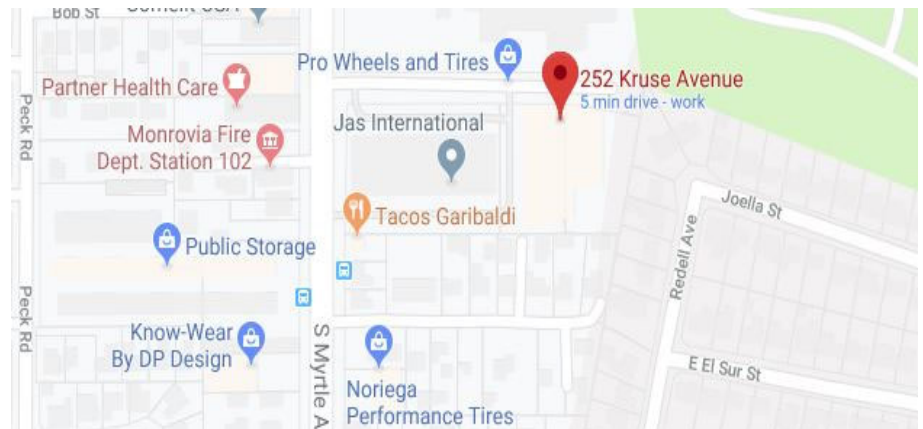 Bob St
Pro Wheels and Tires
252 Kruse Avenue
5 min drive - work
Partner Health Care
Peck Rd
Jas International
Monrovia Fire
Dept. Station 102
Joella St
Tacos Garibaldi
Public Storage
Redell Ave
Peck Rd
Know-Wear
By DP Design
S Myrtle A
E El Sur St
Noriega
Performance Tires